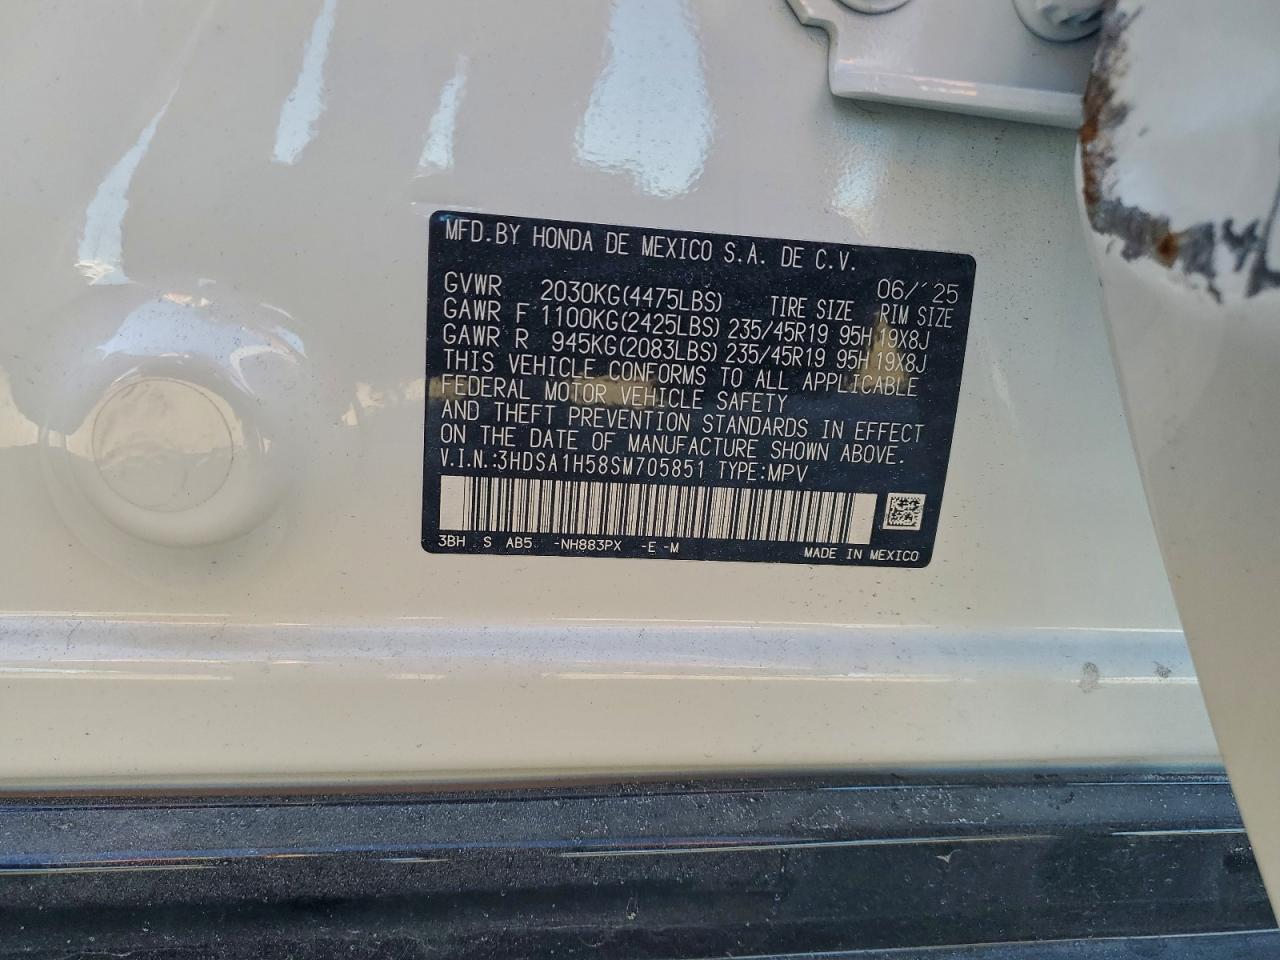 MFD.BY HONDA DE MEXICO S.A. DE C.V.
06/'25
GVWR 2030KG(4475LBS) TIRE SIZE RIM SIZE
GAWR F 1100KG(2425LBS) 235/45R19 95H 19X8J
GAWR R 945KG(2083LBS) 235/45R19 95H 19X8J
THIS VEHICLE CONFORMS TO ALL APPLICABLE
FEDERAL MOTOR VEHICLE SAFETY
AND THEFT PREVENTION STANDARDS IN EFFECT
ON THE DATE OF MANUFACTURE SHOWN ABOVE.
V.I.N.:3HDSA1H58SM705851 TYPE:MPV
3BH S AB5 -NH883PX -E -M MADE IN MEXICO